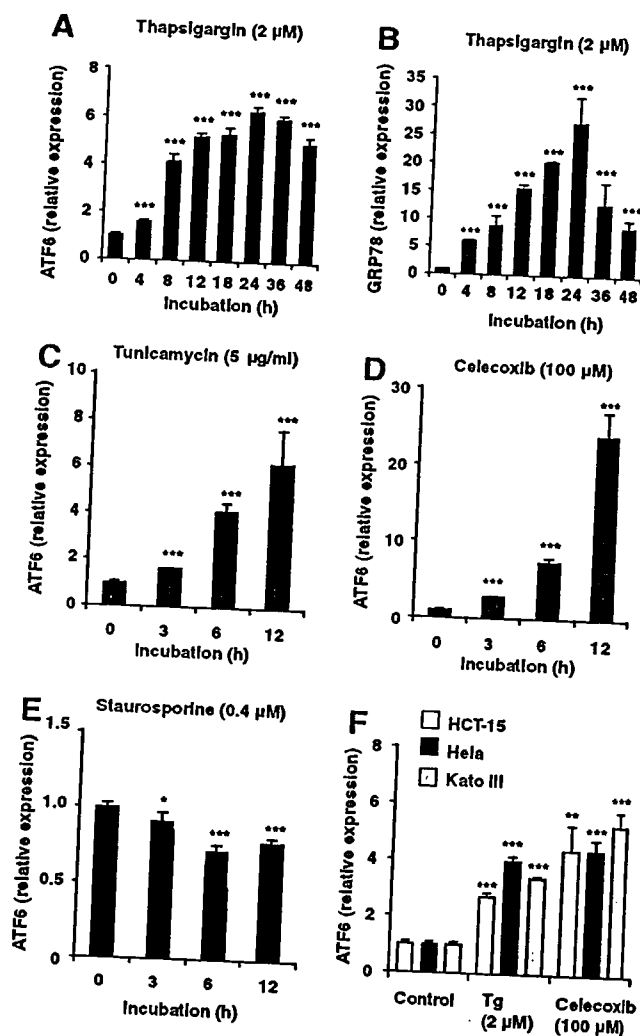 A
Thapsigargin (2 µM)
ATF6 (relative expression)
8
6
4
2
0
***
***
***
***
***
***
***
0 4 8 12 18 24 36 48
Incubation (h)
B
Thapsigargin (2 µM)
GRP78 (relative expression)
35
30
25
20
15
10
5
0
***
***
***
***
***
***
***
0 4 8 12 18 24 36 48
Incubation (h)
C
Tunicamycin (5 µg/ml)
ATF6 (relative expression)
10
8
6
4
2
0
***
***
***
0 3 6 12
Incubation (h)
D
Celecoxib (100 µM)
ATF6 (relative expression)
30
20
10
0
***
***
***
0 3 6 12
Incubation (h)
E
Staurosporine (0.4 µM)
ATF6 (relative expression)
1.5
1.0
0.5
0
*
***
***
0 3 6 12
Incubation (h)
F
HCT-15
Hela
Kato III
ATF6 (relative expression)
8
6
4
2
0
***
***
***
**
***
***
Control Tg Celecoxib
(2 µM) (100 µM)